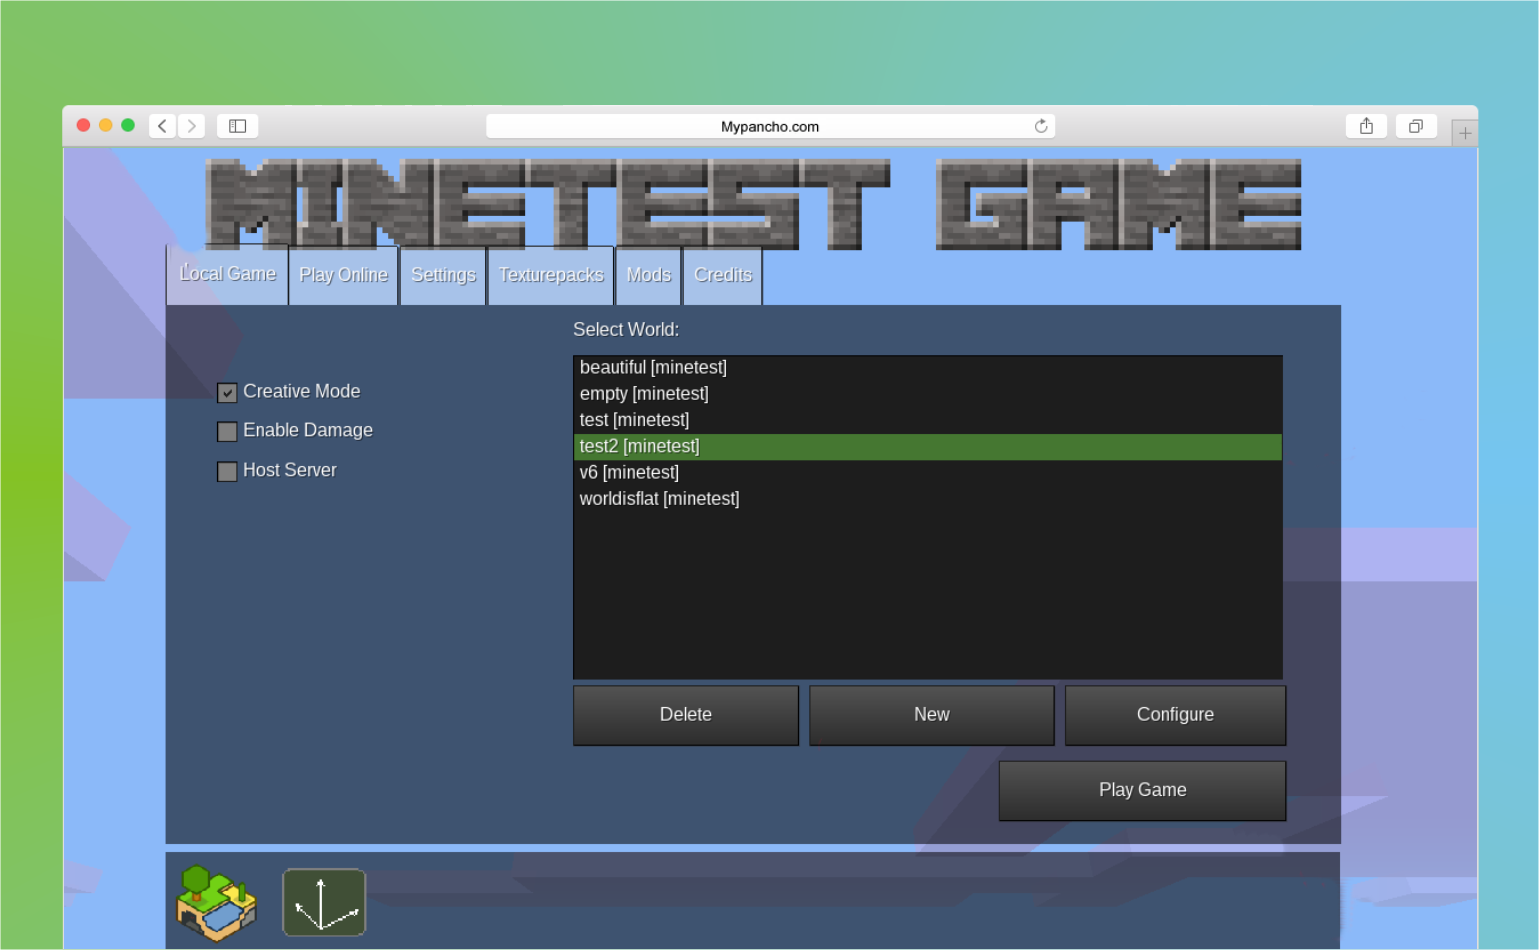 Mypancho.com
MINETEST GAME
Local Game Play Online Settings Texturepacks Mods Credits
Select World:
beautiful [minetest]
Creative Mode
empty [minetest]
test [minetest]
Enable Damage
test2 [minetest]
Host Server
v6 [minetest]
worldisflat [minetest]
Delete New Configure
Play Game